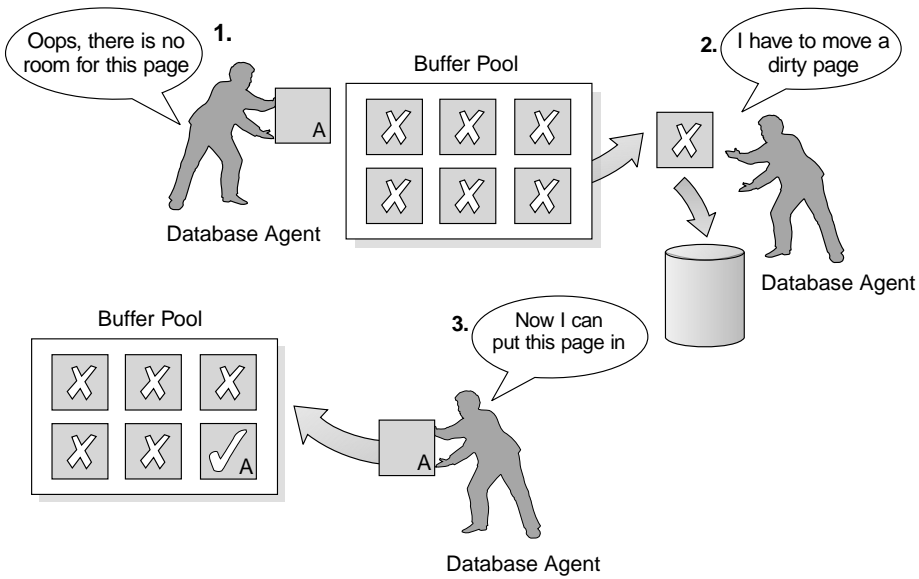 1.
Oops, there is no
room for this page
A
Database Agent
Buffer Pool
2.
I have to move a
dirty page
Database Agent
Buffer Pool
A
3.
Now I can
put this page in
A
Database Agent